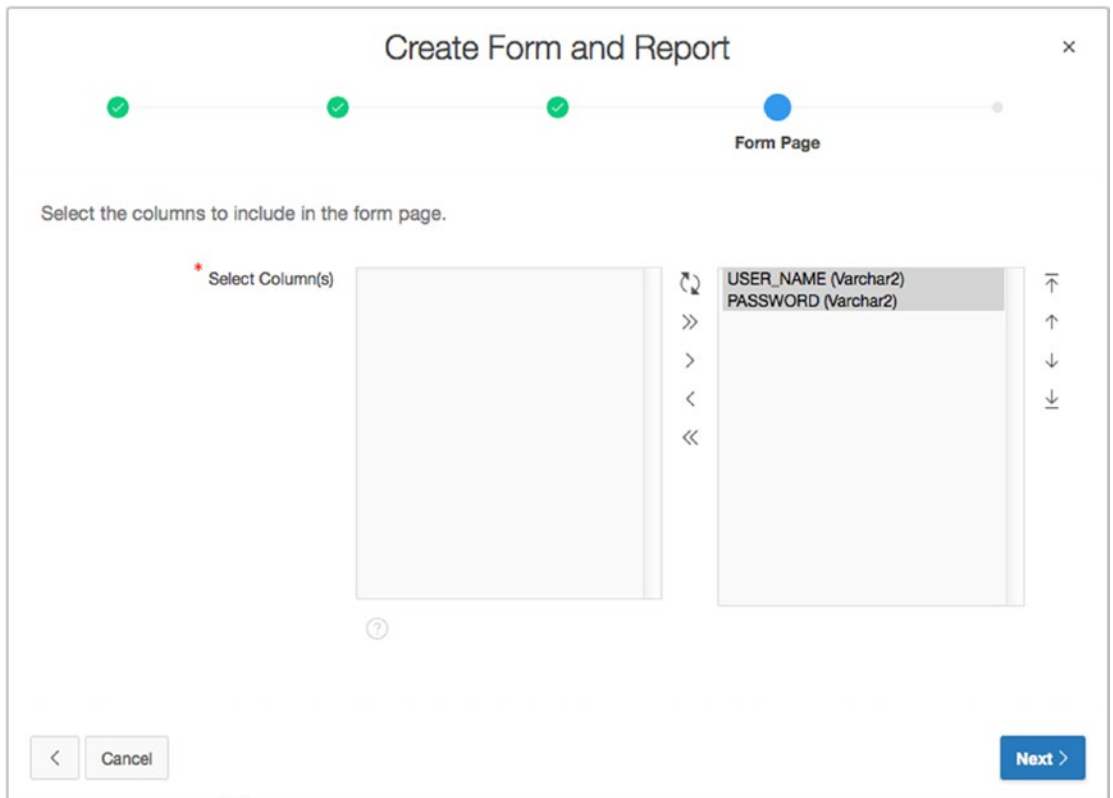 Create Form and Report
Form Page
Select the columns to include in the form page.
* Select Column(s)
USER_NAME (Varchar2)
PASSWORD (Varchar2)
Cancel
Next